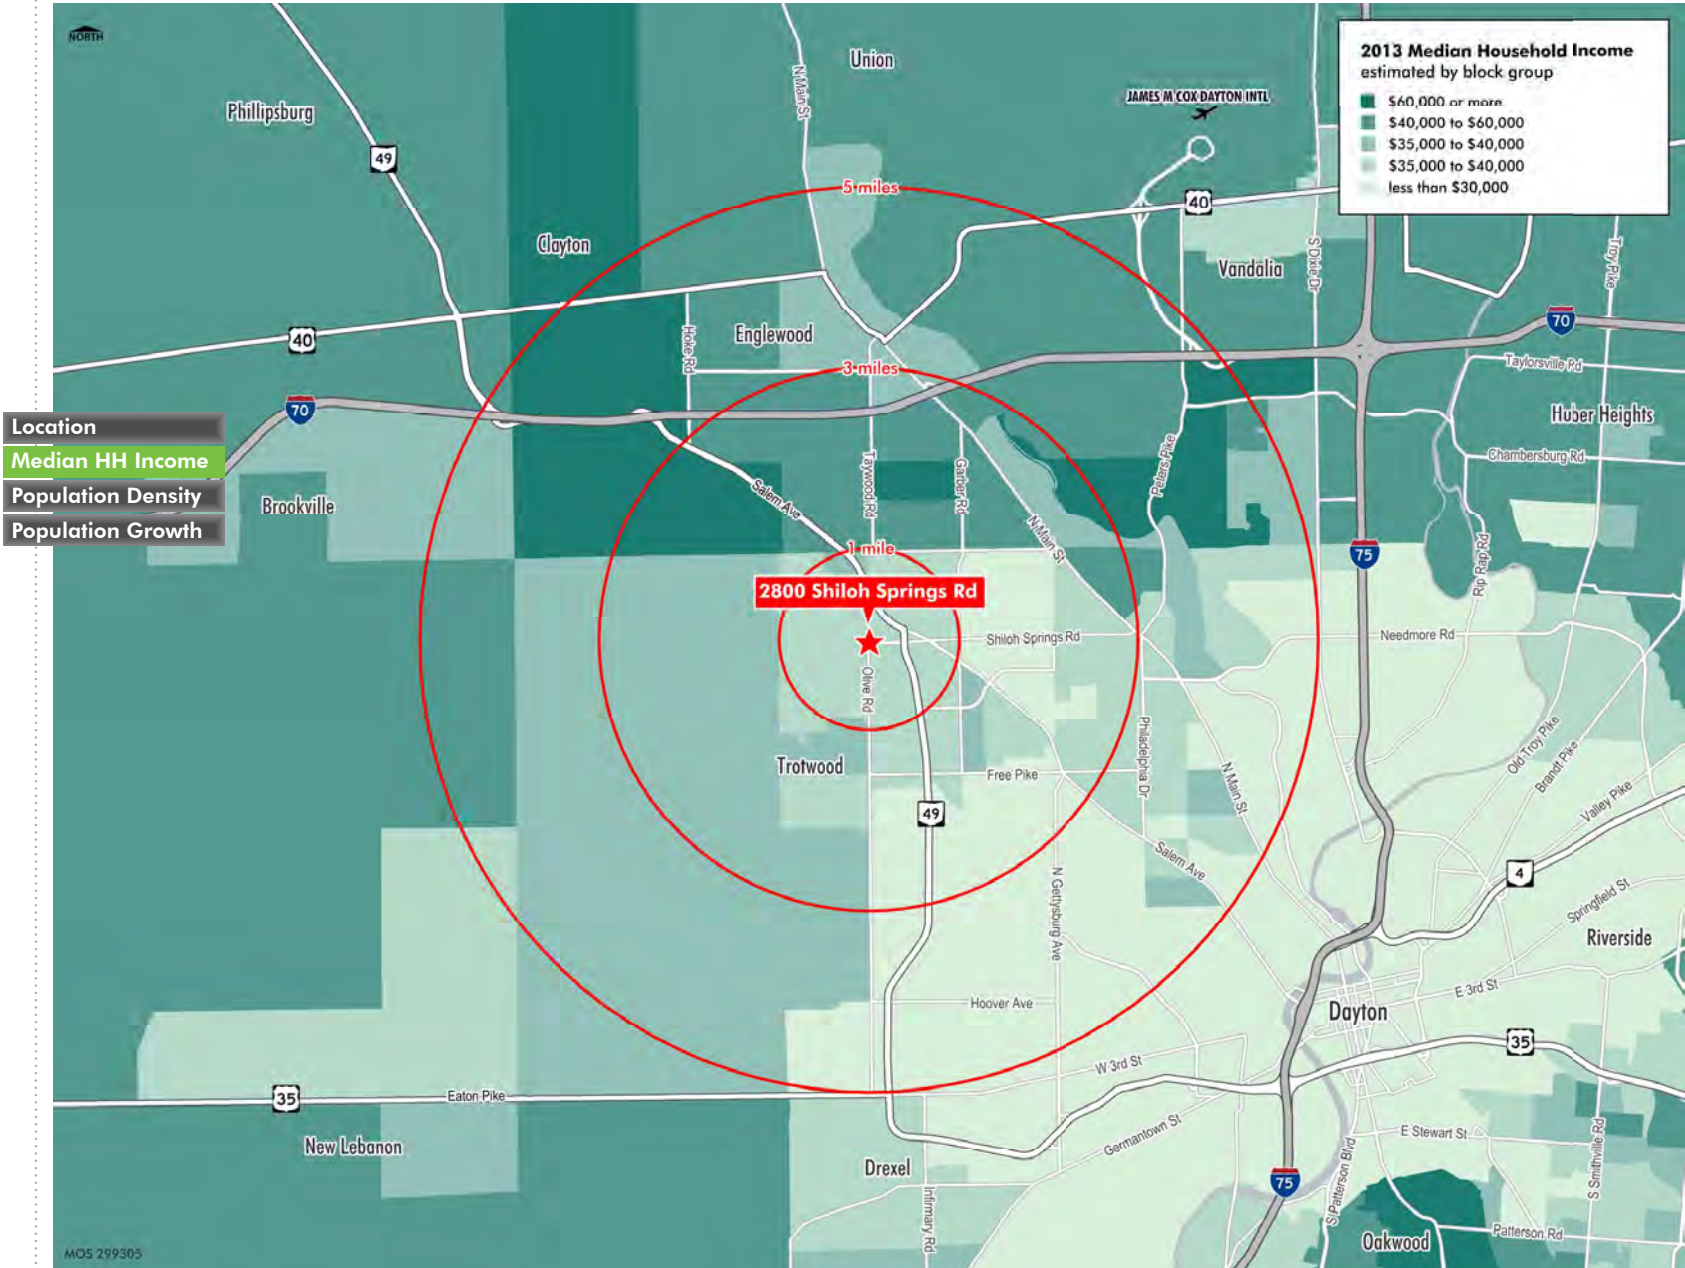 NORTH
Union
2013 Median Household Income
estimated by block group
$60,000 or more
$40,000 to $60,000
$35,000 to $40,000
$35,000 to $40,000
less than $30,000
JAMES M COX DAYTON INTL
N Main St
Phillipsburg
49
5 miles
40
Clayton
Vandalia
S Dixie Dr
Troy Pike
40
Englewood
Hoke Rd
70
3 miles
Taylorsville Rd
70
Huber Heights
Location
Median HH Income
Population Density
Population Growth
Brookville
Salem Ave
Taywood Rd
Garber Rd
Peters Pike
Chambersburg Rd
N Main St
1 mile
75
Rip Rap Rd
2800 Shiloh Springs Rd
Shiloh Springs Rd
Needmore Rd
Olive Rd
Trotwood
Free Pike
Philadelphia Dr
N Main St
Old Troy Pike
Brandt Pike
Valley Pike
49
Salem Ave
4
N Gettysburg Ave
Springfield St
Riverside
Hoover Ave
E 3rd St
Dayton
35
W 3rd St
35
Eaton Pike
New Lebanon
Germantown St
E Stewart St
S Smithville Rd
Drexel
75
S Patterson Blvd
Infirmary Rd
Patterson Rd
Oakwood
MOS 299305